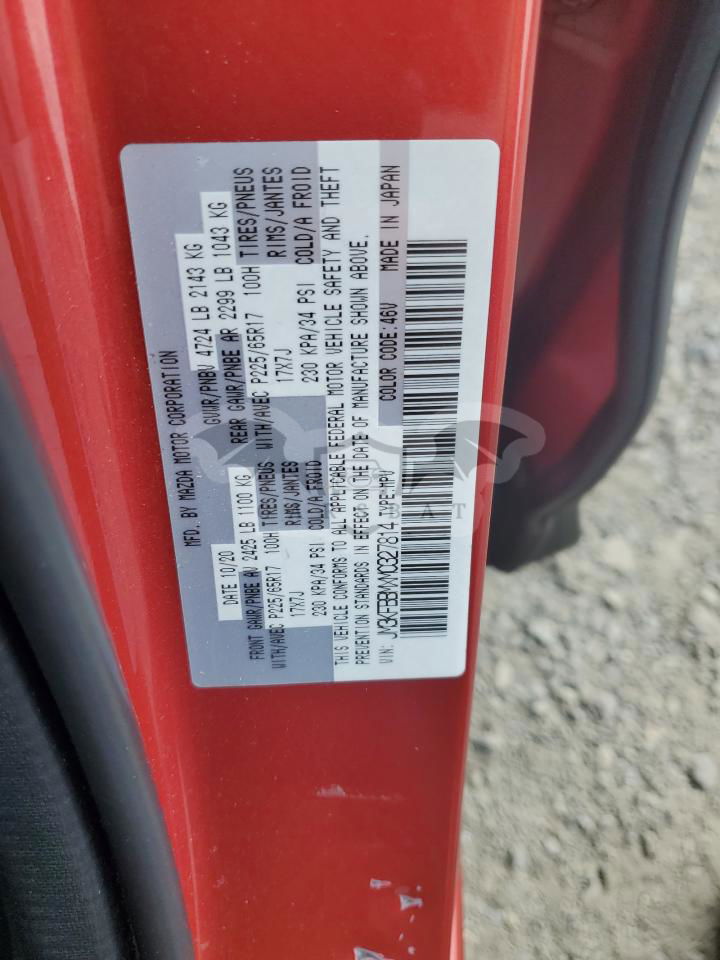 MFD. BY MAZDA MOTOR CORPORATION
DATE 10/20 GVWR/PNBV 4724 LB 2143 KG
FRONT GAWR/PNBE AV 2425 LB 1100 KG REAR GAWR/PNBE AR 2299 LB 1043 KG
WITH/AVEC P225/65R17 100H TIRES/PNEUS WITH/AVEC P225/65R17 100H TIRES/PNEUS
17X7J RIMS/JANTES 17X7J RIMS/JANTES
230 KPA/34 PSI COLD/A FROID 230 KPA/34 PSI COLD/A FROID
THIS VEHICLE CONFORMS TO ALL APPLICABLE FEDERAL MOTOR VEHICLE SAFETY AND THEFT
PREVENTION STANDARDS IN EFFECT ON THE DATE OF MANUFACTURE SHOWN ABOVE.
VIN: JM3KFBBMXM0327814 TYPE:MPV COLOR CODE:46V MADE IN JAPAN